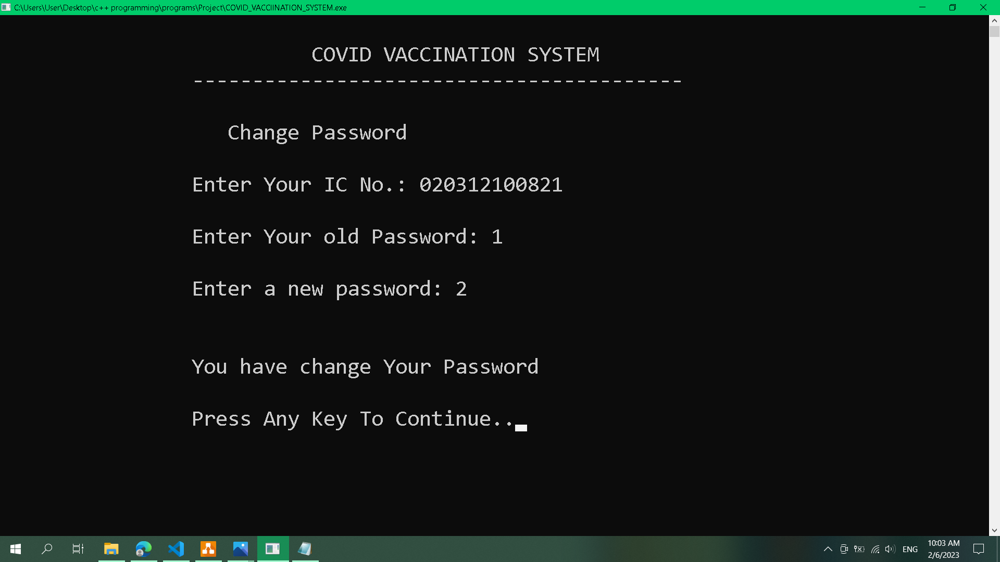 C:\Users\User\Desktop\c++ programming\programs\Project\COVID_VACCIINATION_SYSTEM.exe
COVID VACCINATION SYSTEM
-----------------------------------------
Change Password
Enter Your IC No.: 020312100821
Enter Your old Password: 1
Enter a new password: 2
You have change Your Password
Press Any Key To Continue..
ENG
10:03 AM
2/6/2023